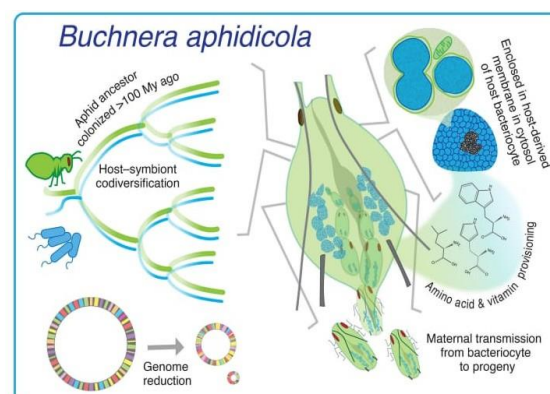 Buchnera aphidicola
Aphid ancestor
colonized >100 My ago
Host–symbiont
codiversification
Genome
reduction
Enclosed in host-derived
membrane in cytosol
of host bacteriocyte
Amino acid & vitamin provisioning
Maternal transmission
from bacteriocyte
to progeny